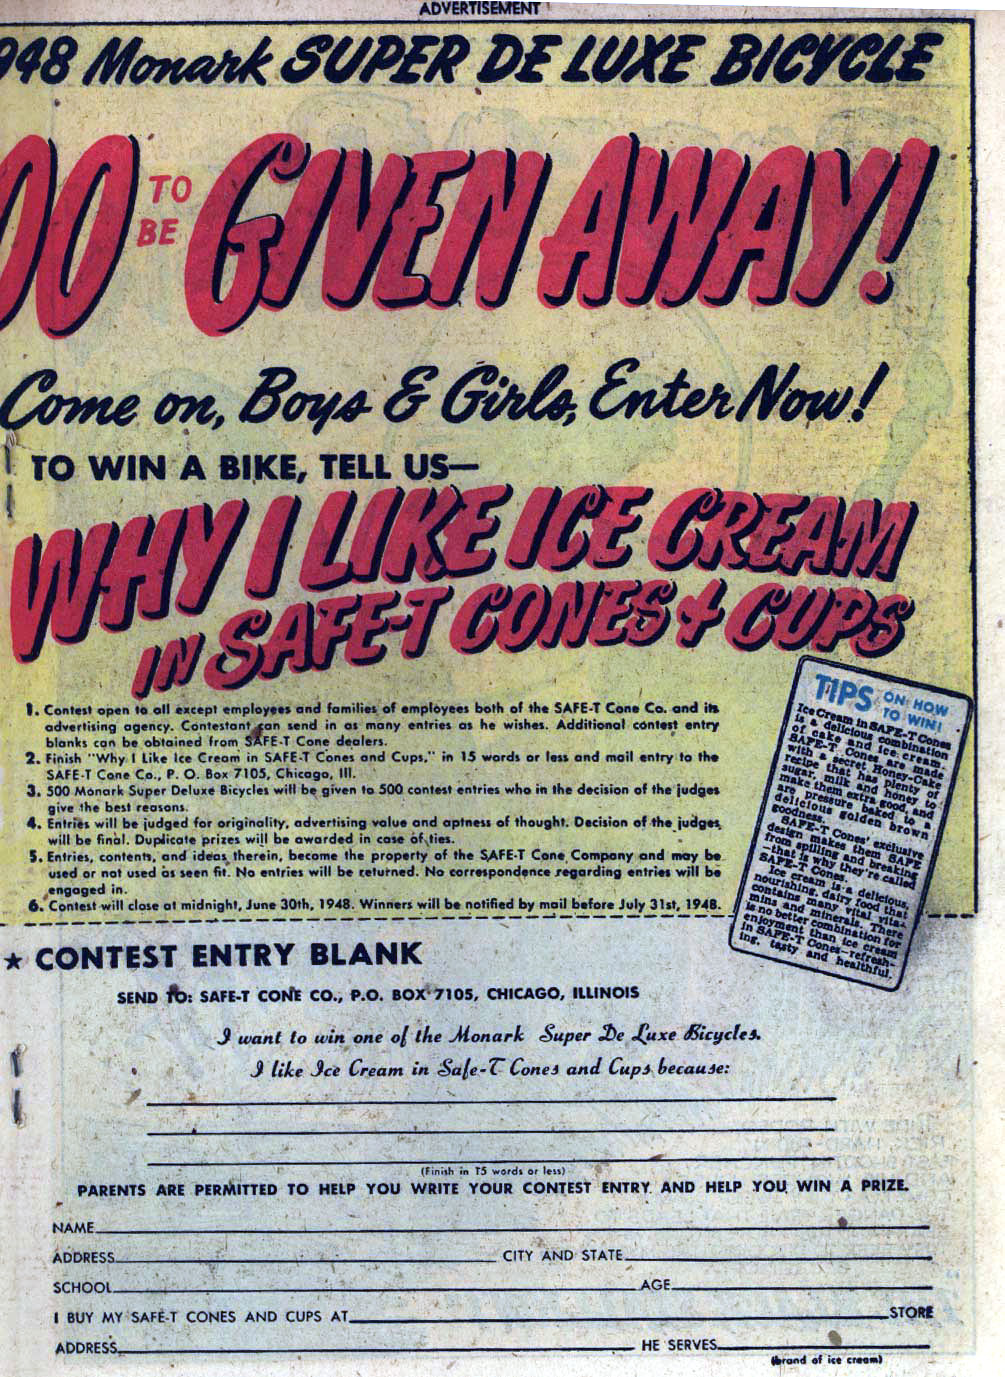 ADVERTISEMENT
948 Monark SUPER DE LUXE BICYCLE
00 TO BE GIVEN AWAY!
Come on, Boys & Girls, Enter Now!
TO WIN A BIKE, TELL US—
WHY I LIKE ICE CREAM
IN SAFE-T CONES & CUPS
1. Contest open to all except employees and families of employees both of the SAFE-T Cone Co. and its
advertising agency. Contestant can send in as many entries as he wishes. Additional contest entry
blanks can be obtained from SAFE-T Cone dealers.
2. Finish "Why I Like Ice Cream in SAFE-T Cones and Cups," in 15 words or less and mail entry to the
SAFE-T Cone Co., P. O. Box 7105, Chicago, Ill.
3. 500 Monark Super Deluxe Bicycles will be given to 500 contest entries who in the decision of the judges
give the best reasons.
4. Entries will be judged for originality, advertising value and aptness of thought. Decision of the judges
will be final. Duplicate prizes will be awarded in case of ties.
5. Entries, contents, and ideas therein, become the property of the SAFE-T Cone Company and may be
used or not used as seen fit. No entries will be returned. No correspondence regarding entries will be
engaged in.
6. Contest will close at midnight, June 30th, 1948. Winners will be notified by mail before July 31st, 1948.
TIPS ON HOW
TO WIN!
Ice Cream in SAFE-T Cones
is a delicious combination
of cake and ice cream.
SAFE-T Cones are made
with a secret Honey-Cake
recipe that has plenty of
sugar, milk and honey to
make them extra good, and
are pressure baked to a
delicious golden brown
goodness.
SAFE-T Cones' exclusive
design makes them SAFE
from spilling and breaking
—that is why they're called
SAFE-T Cones.
Ice cream is a delicious,
nourishing, dairy food that
contains many vital vita-
mins and minerals. There
is no better combination for
enjoyment than ice cream
in SAFE-T Cones—refresh-
ing, tasty and healthful.
★ CONTEST ENTRY BLANK
SEND TO: SAFE-T CONE CO., P.O. BOX 7105, CHICAGO, ILLINOIS
I want to win one of the Monark Super De Luxe Bicycles.
I like Ice Cream in Safe-T Cones and Cups because:
(Finish in 15 words or less)
PARENTS ARE PERMITTED TO HELP YOU WRITE YOUR CONTEST ENTRY AND HELP YOU WIN A PRIZE.
NAME
ADDRESS CITY AND STATE
SCHOOL AGE
I BUY MY SAFE-T CONES AND CUPS AT STORE
ADDRESS HE SERVES
(brand of ice cream)